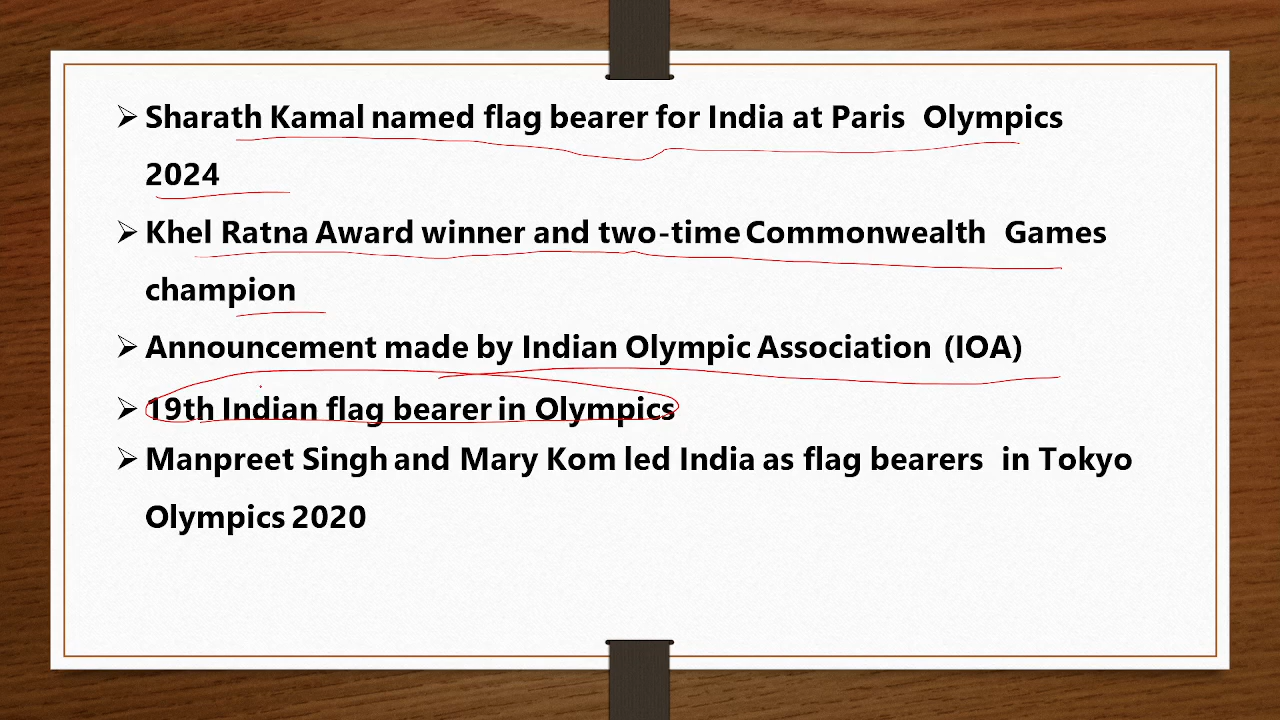 ➢ Sharath Kamal named flag bearer for India at Paris Olympics
2024
➢ Khel Ratna Award winner and two-time Commonwealth Games
champion
➢ Announcement made by Indian Olympic Association (IOA)
➢ 19th Indian flag bearer in Olympics
➢ Manpreet Singh and Mary Kom led India as flag bearers in Tokyo
Olympics 2020